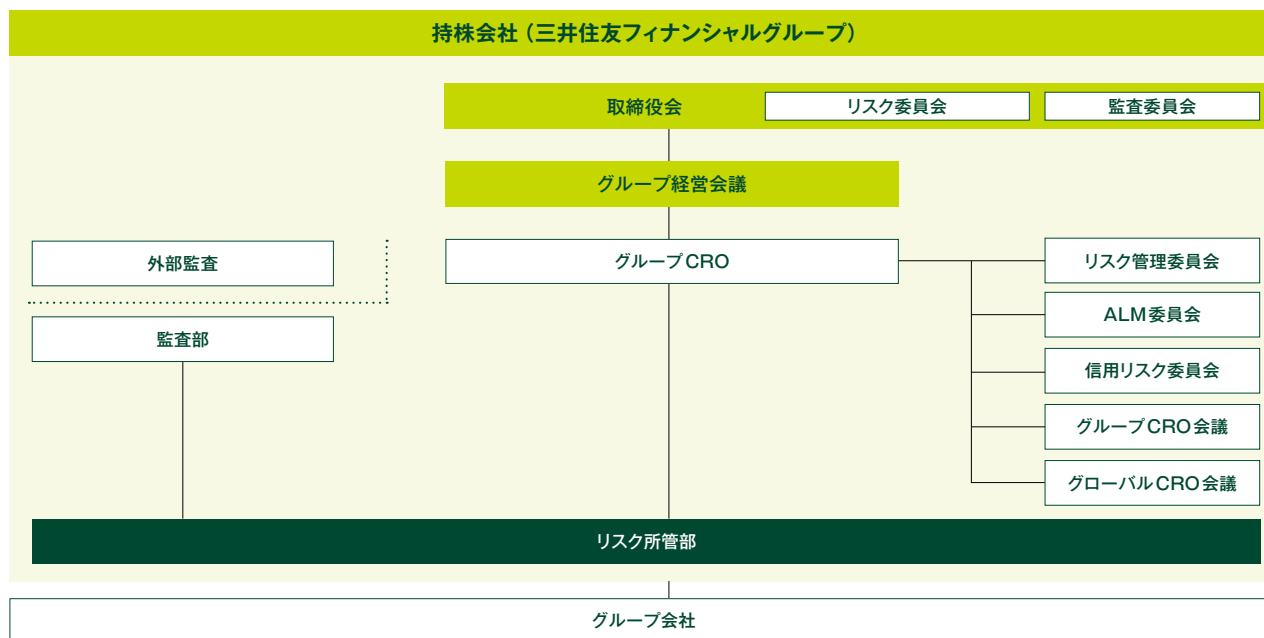 持株会社（三井住友フィナンシャルグループ）
取締役会
リスク委員会
監査委員会
グループ経営会議
外部監査
グループCRO
リスク管理委員会
ALM委員会
監査部
信用リスク委員会
グループCRO会議
グローバルCRO会議
リスク所管部
グループ会社